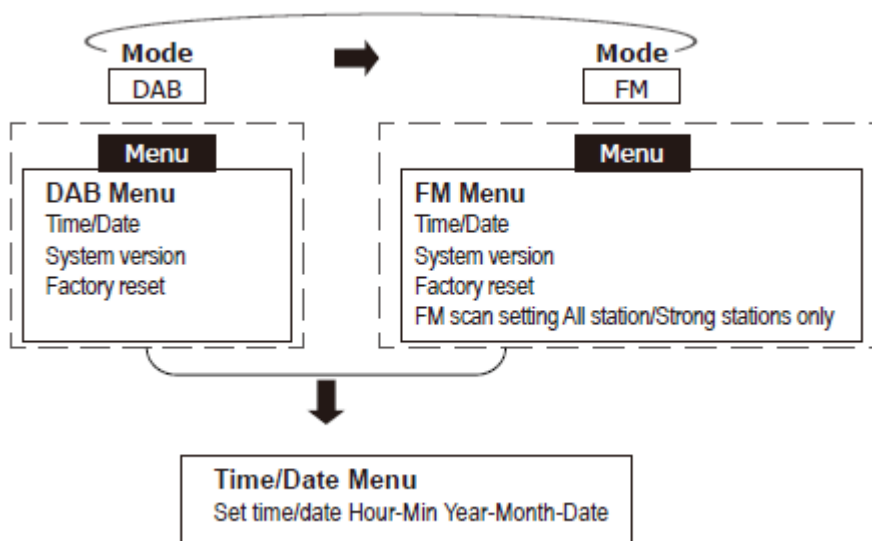 Mode
DAB
Menu
DAB Menu
Time/Date
System version
Factory reset
Mode
FM
Menu
FM Menu
Time/Date
System version
Factory reset
FM scan setting All station/Strong stations only
Time/Date Menu
Set time/date Hour-Min Year-Month-Date